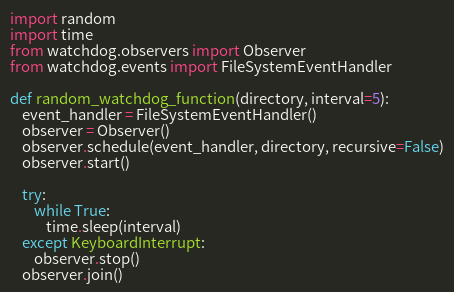 import random
import time
from watchdog.observers import Observer
from watchdog.events import FileSystemEventHandler

def random_watchdog_function(directory, interval=5):
    event_handler = FileSystemEventHandler()
    observer = Observer()
    observer.schedule(event_handler, directory, recursive=False)
    observer.start()

    try:
        while True:
            time.sleep(interval)
    except KeyboardInterrupt:
        observer.stop()
    observer.join()